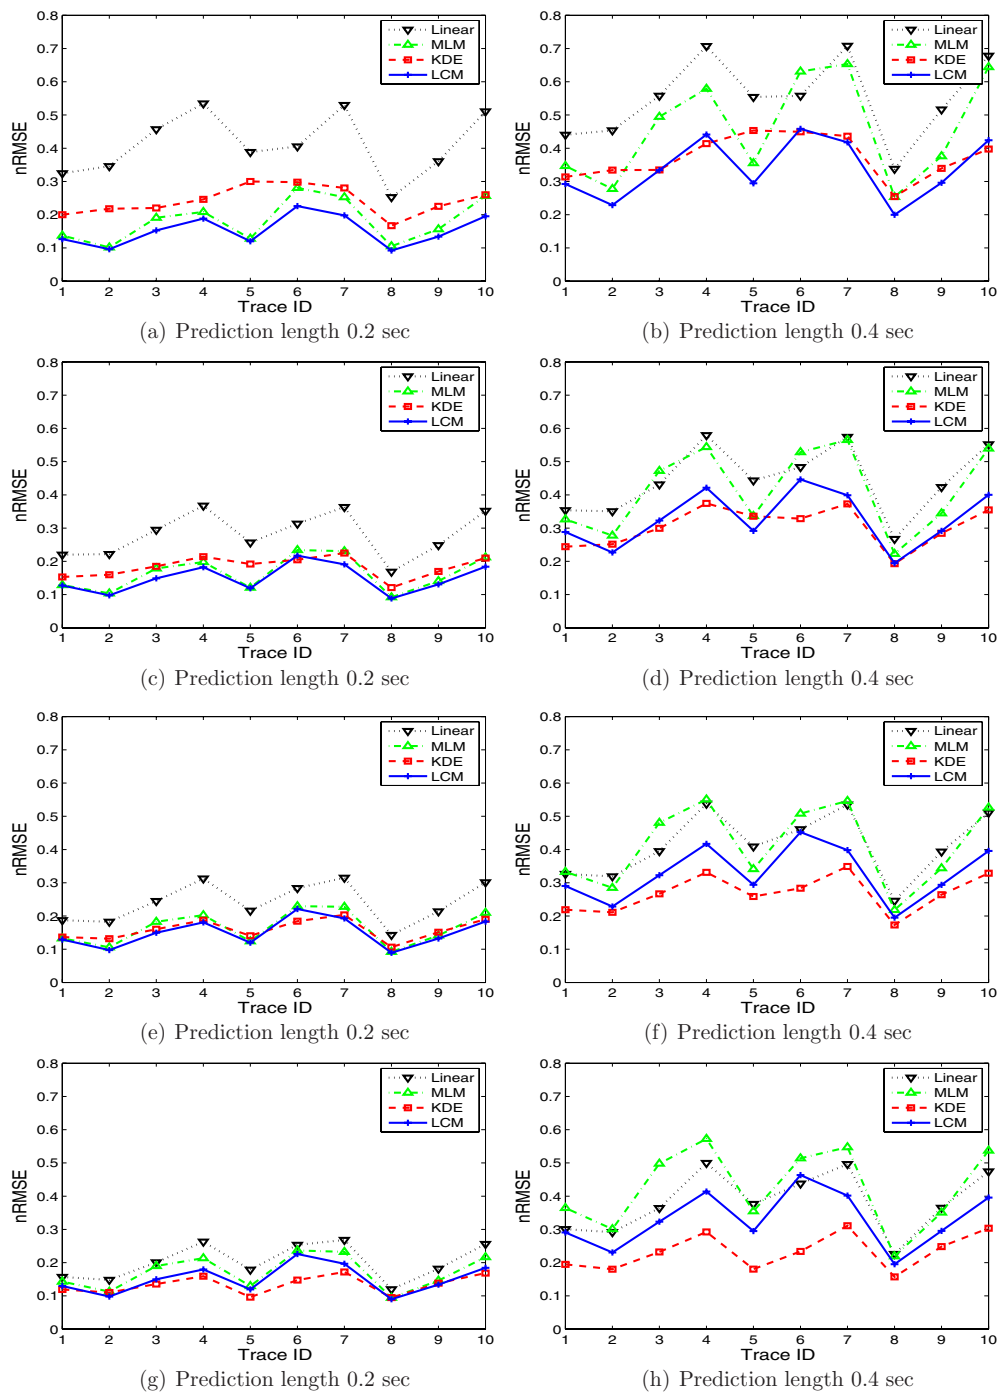 0.8
0.7
0.6
0.5
0.4
0.3
0.2
0.1
0
nRMSE
Linear
MLM
KDE
LCM
1 2 3 4 5 6 7 8 9 10
Trace ID
(a) Prediction length 0.2 sec
0.8
0.7
0.6
0.5
0.4
0.3
0.2
0.1
0
nRMSE
Linear
MLM
KDE
LCM
1 2 3 4 5 6 7 8 9 10
Trace ID
(b) Prediction length 0.4 sec
0.8
0.7
0.6
0.5
0.4
0.3
0.2
0.1
0
nRMSE
Linear
MLM
KDE
LCM
1 2 3 4 5 6 7 8 9 10
Trace ID
(c) Prediction length 0.2 sec
0.8
0.7
0.6
0.5
0.4
0.3
0.2
0.1
0
nRMSE
Linear
MLM
KDE
LCM
1 2 3 4 5 6 7 8 9 10
Trace ID
(d) Prediction length 0.4 sec
0.8
0.7
0.6
0.5
0.4
0.3
0.2
0.1
0
nRMSE
Linear
MLM
KDE
LCM
1 2 3 4 5 6 7 8 9 10
Trace ID
(e) Prediction length 0.2 sec
0.8
0.7
0.6
0.5
0.4
0.3
0.2
0.1
0
nRMSE
Linear
MLM
KDE
LCM
1 2 3 4 5 6 7 8 9 10
Trace ID
(f) Prediction length 0.4 sec
0.8
0.7
0.6
0.5
0.4
0.3
0.2
0.1
0
nRMSE
Linear
MLM
KDE
LCM
1 2 3 4 5 6 7 8 9 10
Trace ID
(g) Prediction length 0.2 sec
0.8
0.7
0.6
0.5
0.4
0.3
0.2
0.1
0
nRMSE
Linear
MLM
KDE
LCM
1 2 3 4 5 6 7 8 9 10
Trace ID
(h) Prediction length 0.4 sec